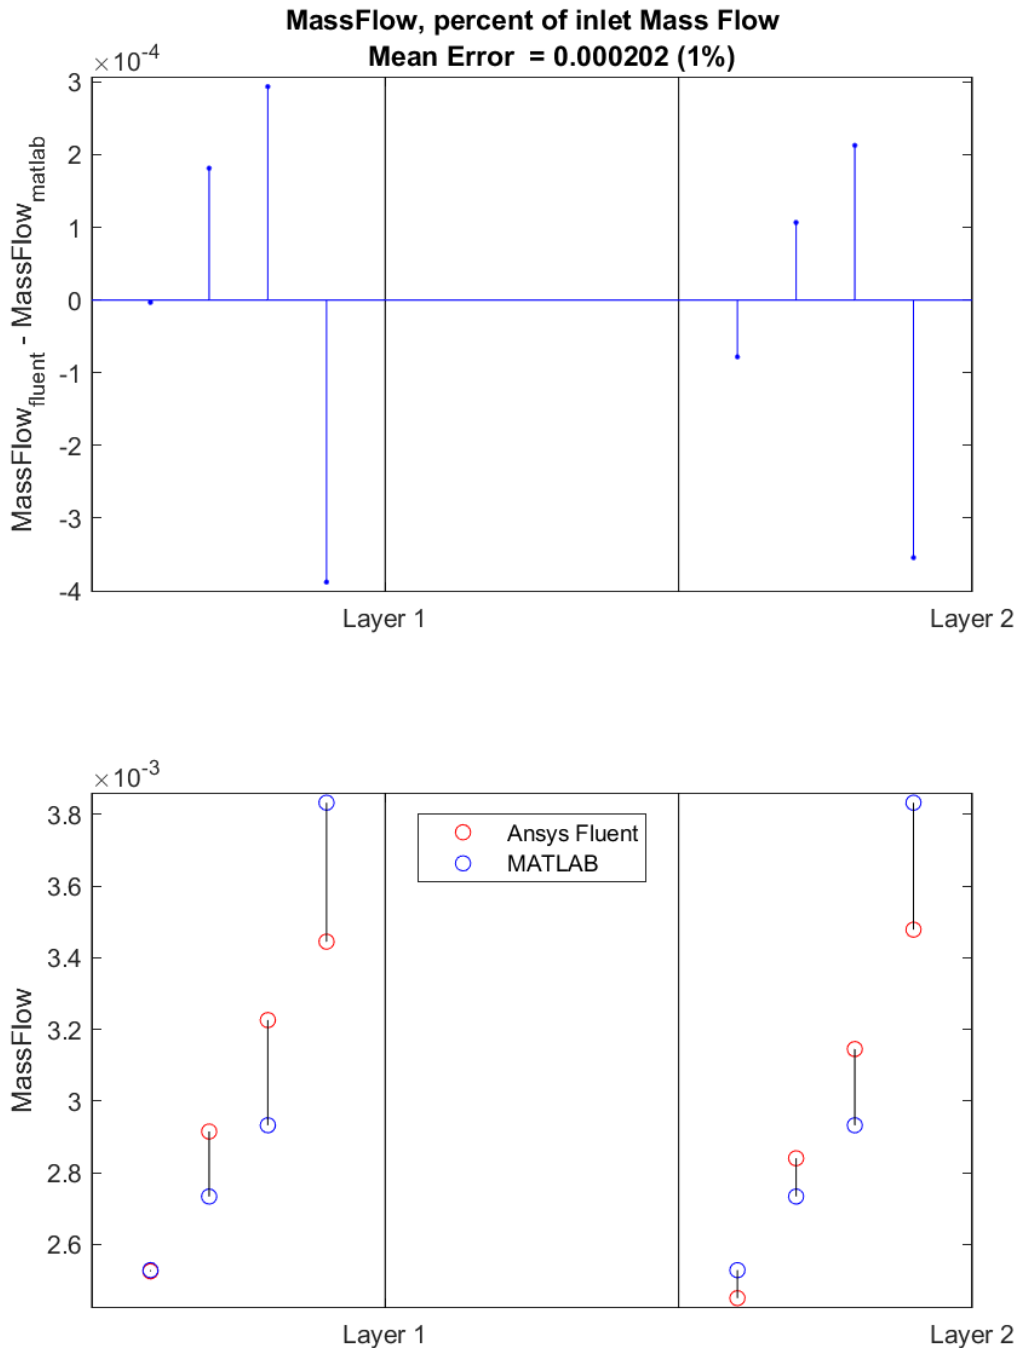 MassFlow, percent of inlet Mass Flow
Mean Error = 0.000202 (1%)
×10-4
3
2
1
0
-1
-2
-3
-4
MassFlowfluent - MassFlowmatlab
Layer 1
Layer 2
×10-3
3.8
3.6
3.4
3.2
3
2.8
2.6
MassFlow
Ansys Fluent
MATLAB
Layer 1
Layer 2